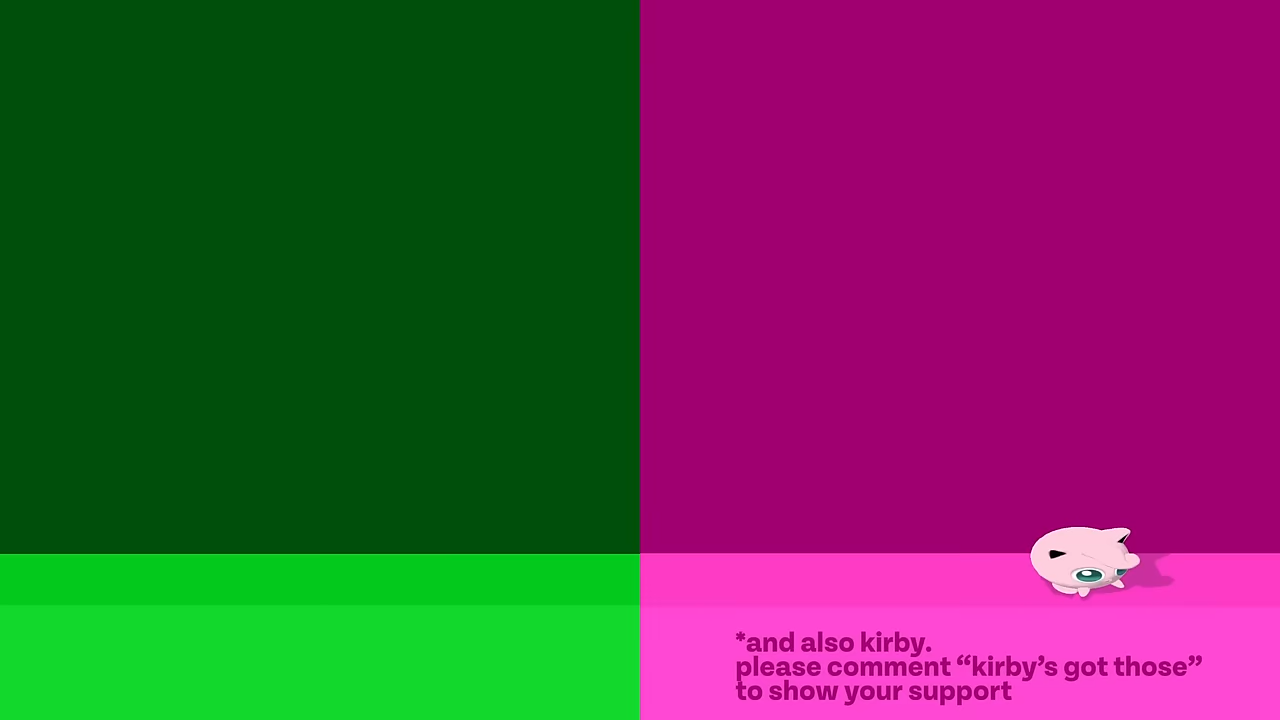 *and also kirby.
please comment “kirby’s got those”
to show your support